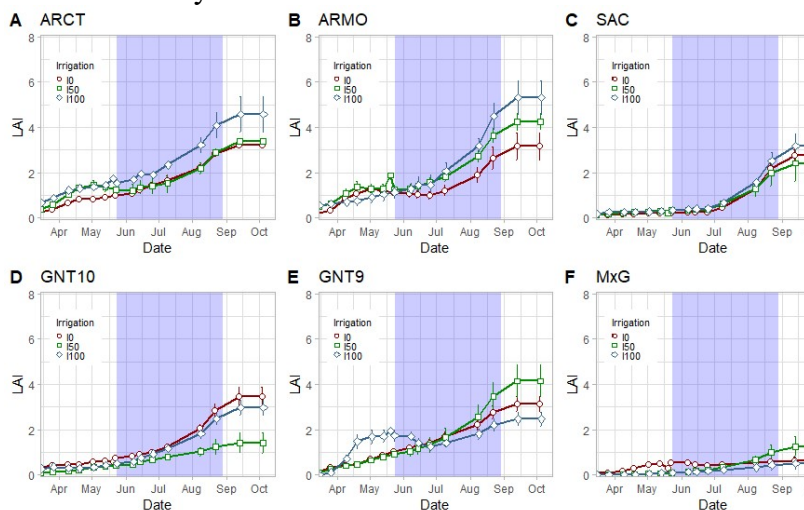 A ARCT
B ARMO
C SAC
8
6
4
2
0
LAI
Irrigation
I0
I50
I100
Apr May Jun Jul Aug Sep Oct
Date
8
6
4
2
0
Irrigation
I0
I50
I100
Apr May Jun Jul Aug Sep Oct
Date
8
6
4
2
0
Irrigation
I0
I50
I100
Apr May Jun Jul Aug Sep
Date
D GNT10
E GNT9
F MxG
8
6
4
2
0
LAI
Irrigation
I0
I50
I100
Apr May Jun Jul Aug Sep Oct
Date
8
6
4
2
0
LAI
Irrigation
I0
I50
I100
Apr May Jun Jul Aug Sep Oct
Date
8
6
4
2
0
Irrigation
I0
I50
I100
Apr May Jun Jul Aug Sep
Date